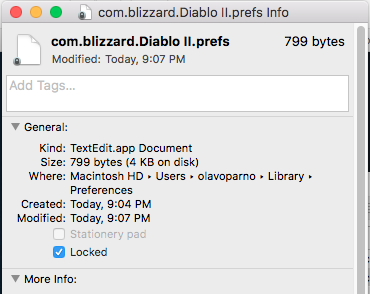 com.blizzard.Diablo II.prefs Info
com.blizzard.Diablo II.prefs 799 bytes
Modified: Today, 9:07 PM
Add Tags...
General:
Kind: TextEdit.app Document
Size: 799 bytes (4 KB on disk)
Where: Macintosh HD ▸ Users ▸ olavoparno ▸ Library ▸
Preferences
Created: Today, 9:04 PM
Modified: Today, 9:07 PM
Stationery pad
Locked
More Info: